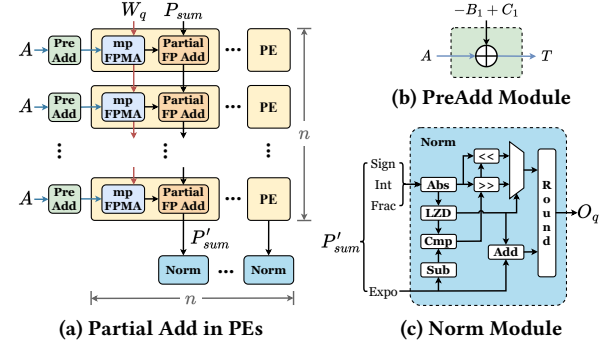 W_q P_sum
A Pre Add mp FPMA Partial FP Add ... PE
A Pre Add mp FPMA Partial FP Add ... PE
n
A Pre Add mp FPMA Partial FP Add ... PE
P'_sum
Norm ... Norm
n
(a) Partial Add in PEs
−B_1 + C_1
A T
(b) PreAdd Module
Norm
Sign
Int
Frac
P'_sum
Expo
Abs << >>
LZD
Cmp
Sub
Add
Round
O_q
(c) Norm Module